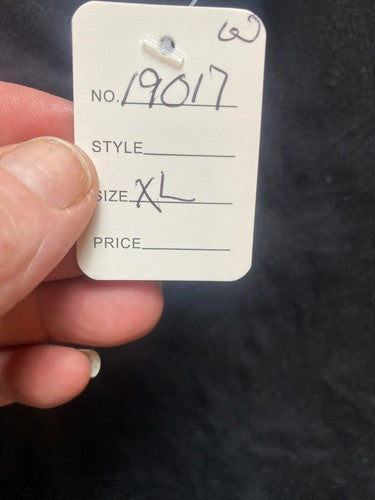 NO. 19017
STYLE
SIZE XL
PRICE